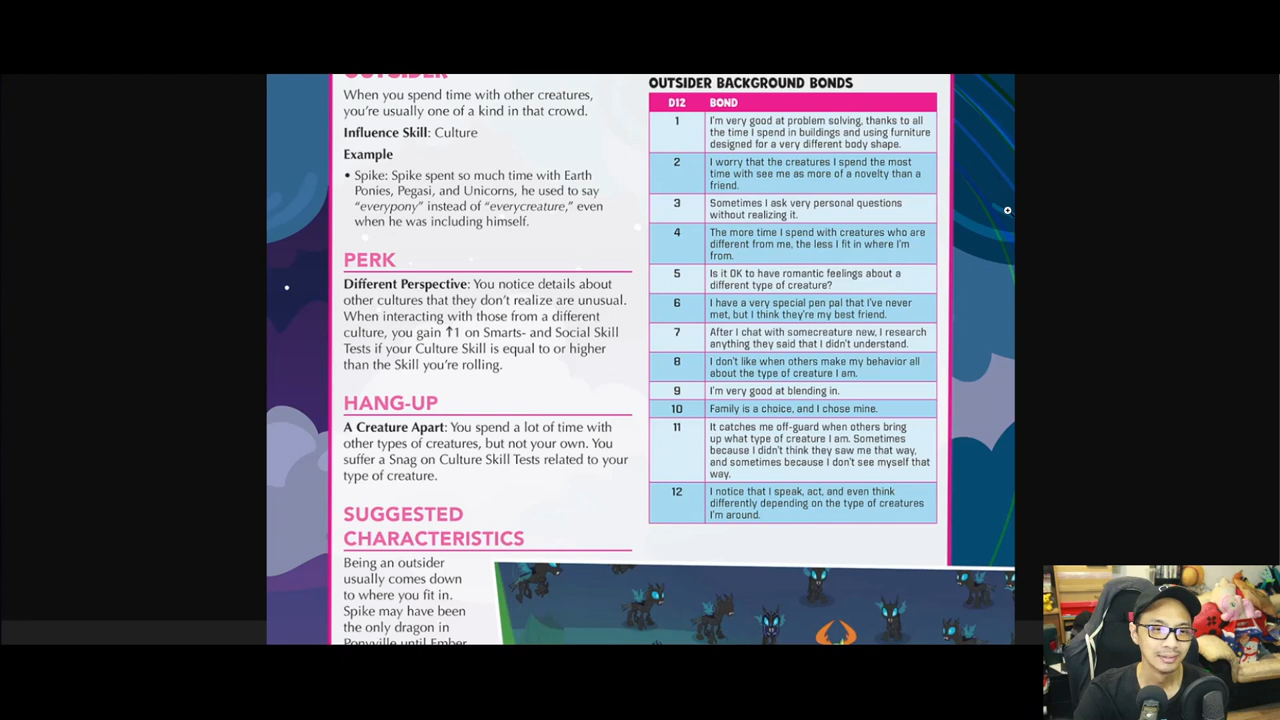 OUTSIDER
When you spend time with other creatures,
you're usually one of a kind in that crowd.
Influence Skill: Culture
Example
• Spike: Spike spent so much time with Earth
Ponies, Pegasi, and Unicorns, he used to say
"everypony" instead of "everycreature," even
when he was including himself.
PERK
Different Perspective: You notice details about
other cultures that they don't realize are unusual.
When interacting with those from a different
culture, you gain ↑1 on Smarts- and Social Skill
Tests if your Culture Skill is equal to or higher
than the Skill you're rolling.
HANG-UP
A Creature Apart: You spend a lot of time with
other types of creatures, but not your own. You
suffer a Snag on Culture Skill Tests related to your
type of creature.
SUGGESTED
CHARACTERISTICS
Being an outsider
usually comes down
to where you fit in.
Spike may have been
the only dragon in
Ponyville until Ember
OUTSIDER BACKGROUND BONDS
D12 BOND
1 I'm very good at problem solving, thanks to all
the time I spend in buildings and using furniture
designed for a very different body shape.
2 I worry that the creatures I spend the most
time with see me as more of a novelty than a
friend.
3 Sometimes I ask very personal questions
without realizing it.
4 The more time I spend with creatures who are
different from me, the less I fit in where I'm
from.
5 Is it OK to have romantic feelings about a
different type of creature?
6 I have a very special pen pal that I've never
met, but I think they're my best friend.
7 After I chat with somecreature new, I research
anything they said that I didn't understand.
8 I don't like when others make my behavior all
about the type of creature I am.
9 I'm very good at blending in.
10 Family is a choice, and I chose mine.
11 It catches me off-guard when others bring
up what type of creature I am. Sometimes
because I didn't think they saw me that way,
and sometimes because I don't see myself that
way.
12 I notice that I speak, act, and even think
differently depending on the type of creatures
I'm around.